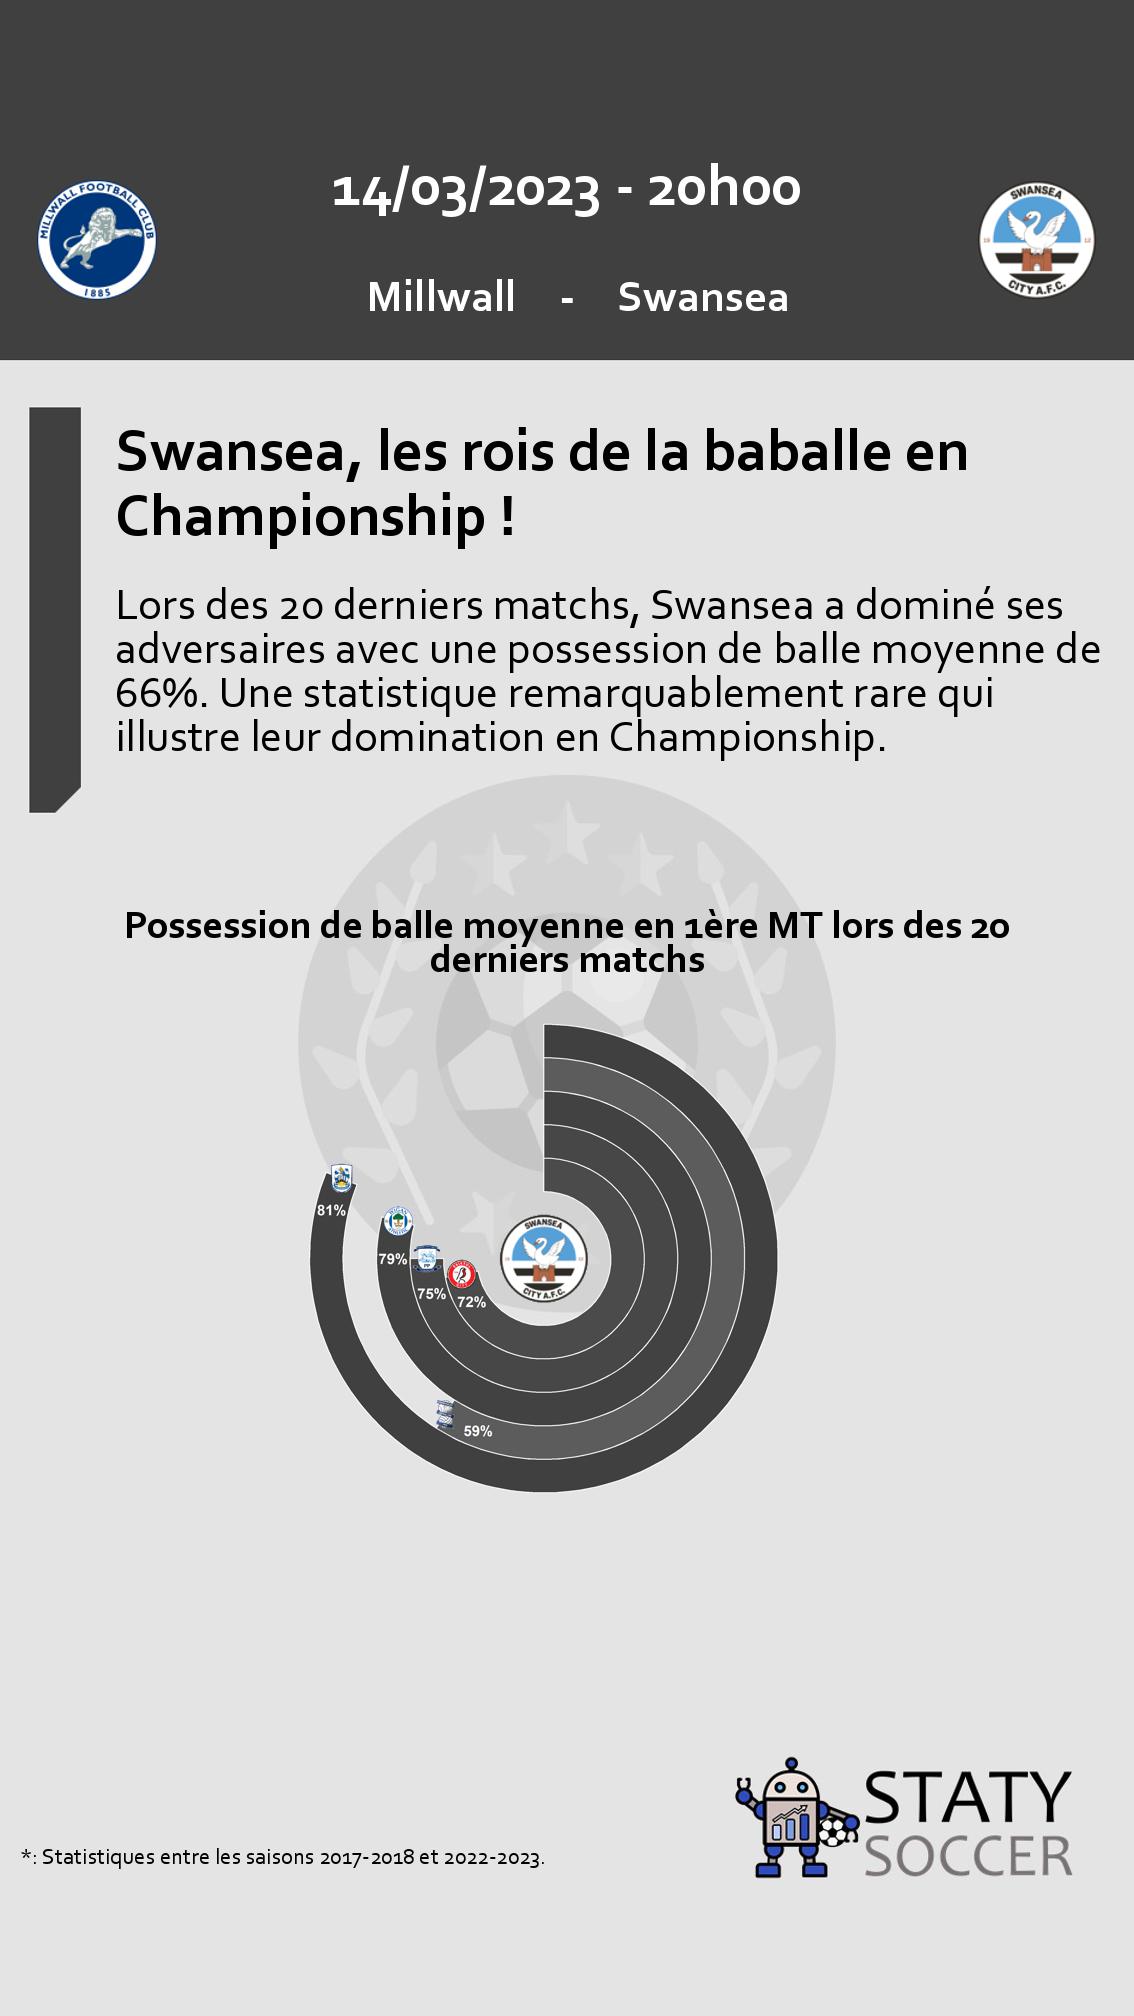 14/03/2023 - 20h00
MILLWALL FOOTBALL CLUB
1885
SWANSEA
19 12
CITY A.F.C.
Millwall - Swansea
Swansea, les rois de la baballe en
Championship !
Lors des 20 derniers matchs, Swansea a dominé ses
adversaires avec une possession de balle moyenne de
66%. Une statistique remarquablement rare qui
illustre leur domination en Championship.
Possession de balle moyenne en 1ère MT lors des 20
derniers matchs
81%
79%
75%
72%
SWANSEA
CITY A.F.C.
PP
59%
STATY
SOCCER
*: Statistiques entre les saisons 2017-2018 et 2022-2023.